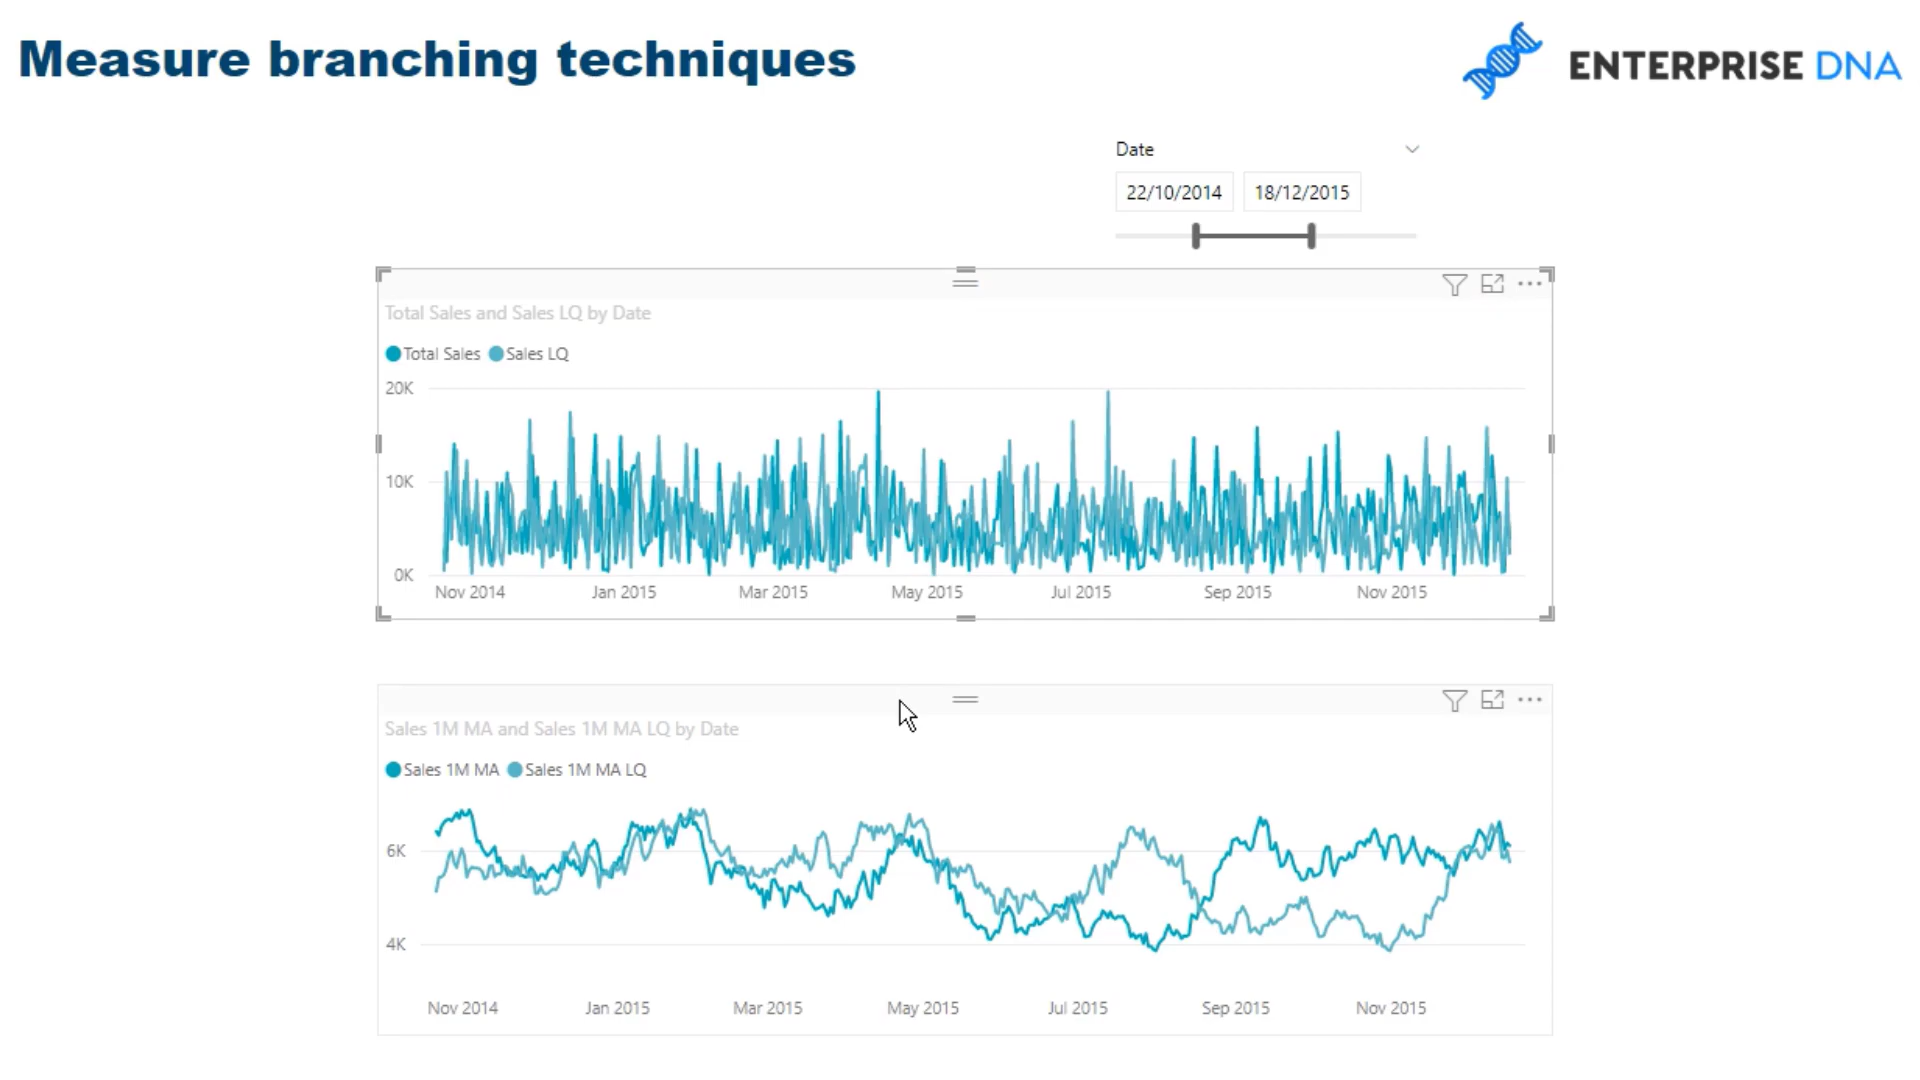 Measure branching techniques
ENTERPRISE DNA
Date
22/10/2014 18/12/2015
Total Sales and Sales LQ by Date
Total Sales Sales LQ
20K
10K
0K
Nov 2014 Jan 2015 Mar 2015 May 2015 Jul 2015 Sep 2015 Nov 2015
Sales 1M MA and Sales 1M MA LQ by Date
Sales 1M MA Sales 1M MA LQ
6K
4K
Nov 2014 Jan 2015 Mar 2015 May 2015 Jul 2015 Sep 2015 Nov 2015